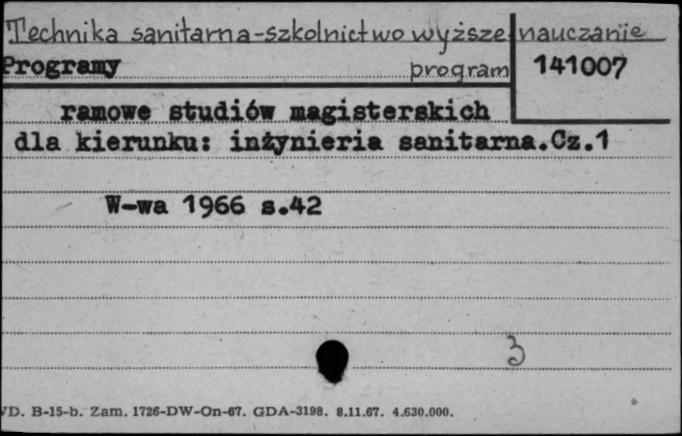 Technika sanitarna-szkolnictwo wyższe nauczanie
Programy program 141007
ramowe studiów magisterskich
dla kierunku: inżynieria sanitarna.Cz.1
W-wa 1966 s.42
3
VD. B-15-b. Zam. 1726-DW-On-67. GDA-3198. 8.11.67. 4.630.000.